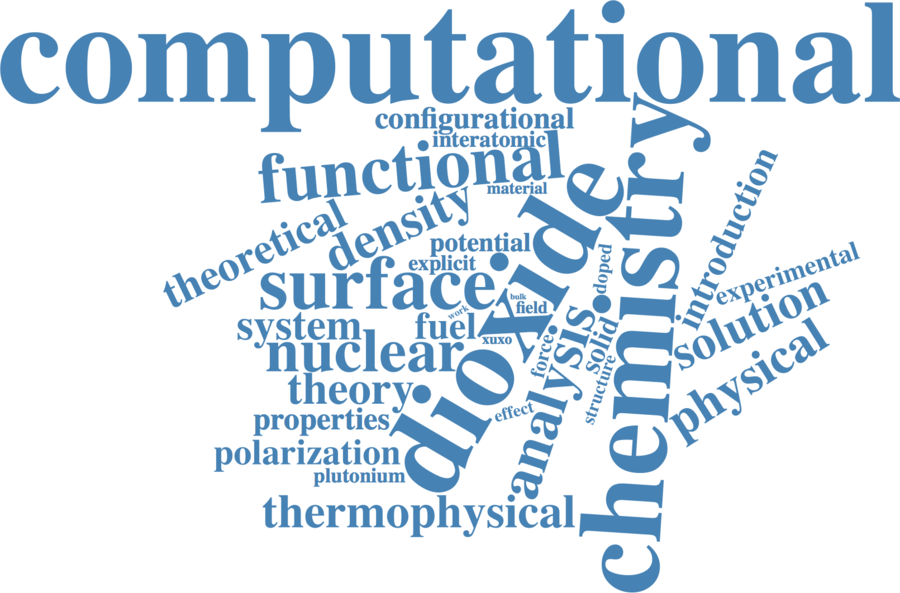 computational
configurational
interatomic
functional
material
chemistry
dioxide
introduction
theoretical
density
potential
explicit
doped
experimental
surface
bulk
field
work
system
fuel
xuxo
solid
solution
nuclear
force
analysis
structure
physical
theory
properties
effect
polarization
plutonium
thermophysical